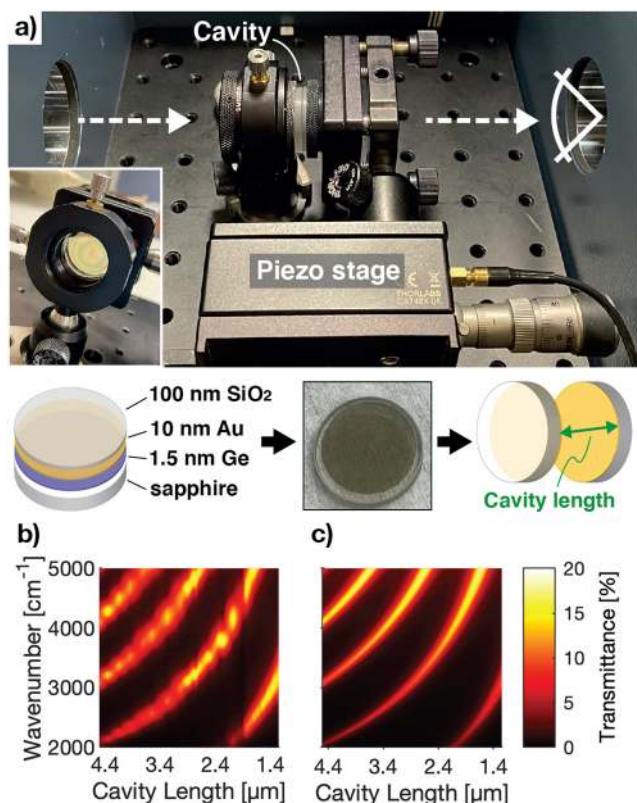 a)
Cavity
Piezo stage
THORLABS
100 nm SiO₂
10 nm Au
1.5 nm Ge
sapphire
Cavity length
b)
c)
5000
4000
3000
2000
Wavenumber [cm⁻¹]
4.4 3.4 2.4 1.4
Cavity Length [µm]
4.4 3.4 2.4 1.4
Cavity Length [µm]
20
15
10
5
0
Transmittance [%]